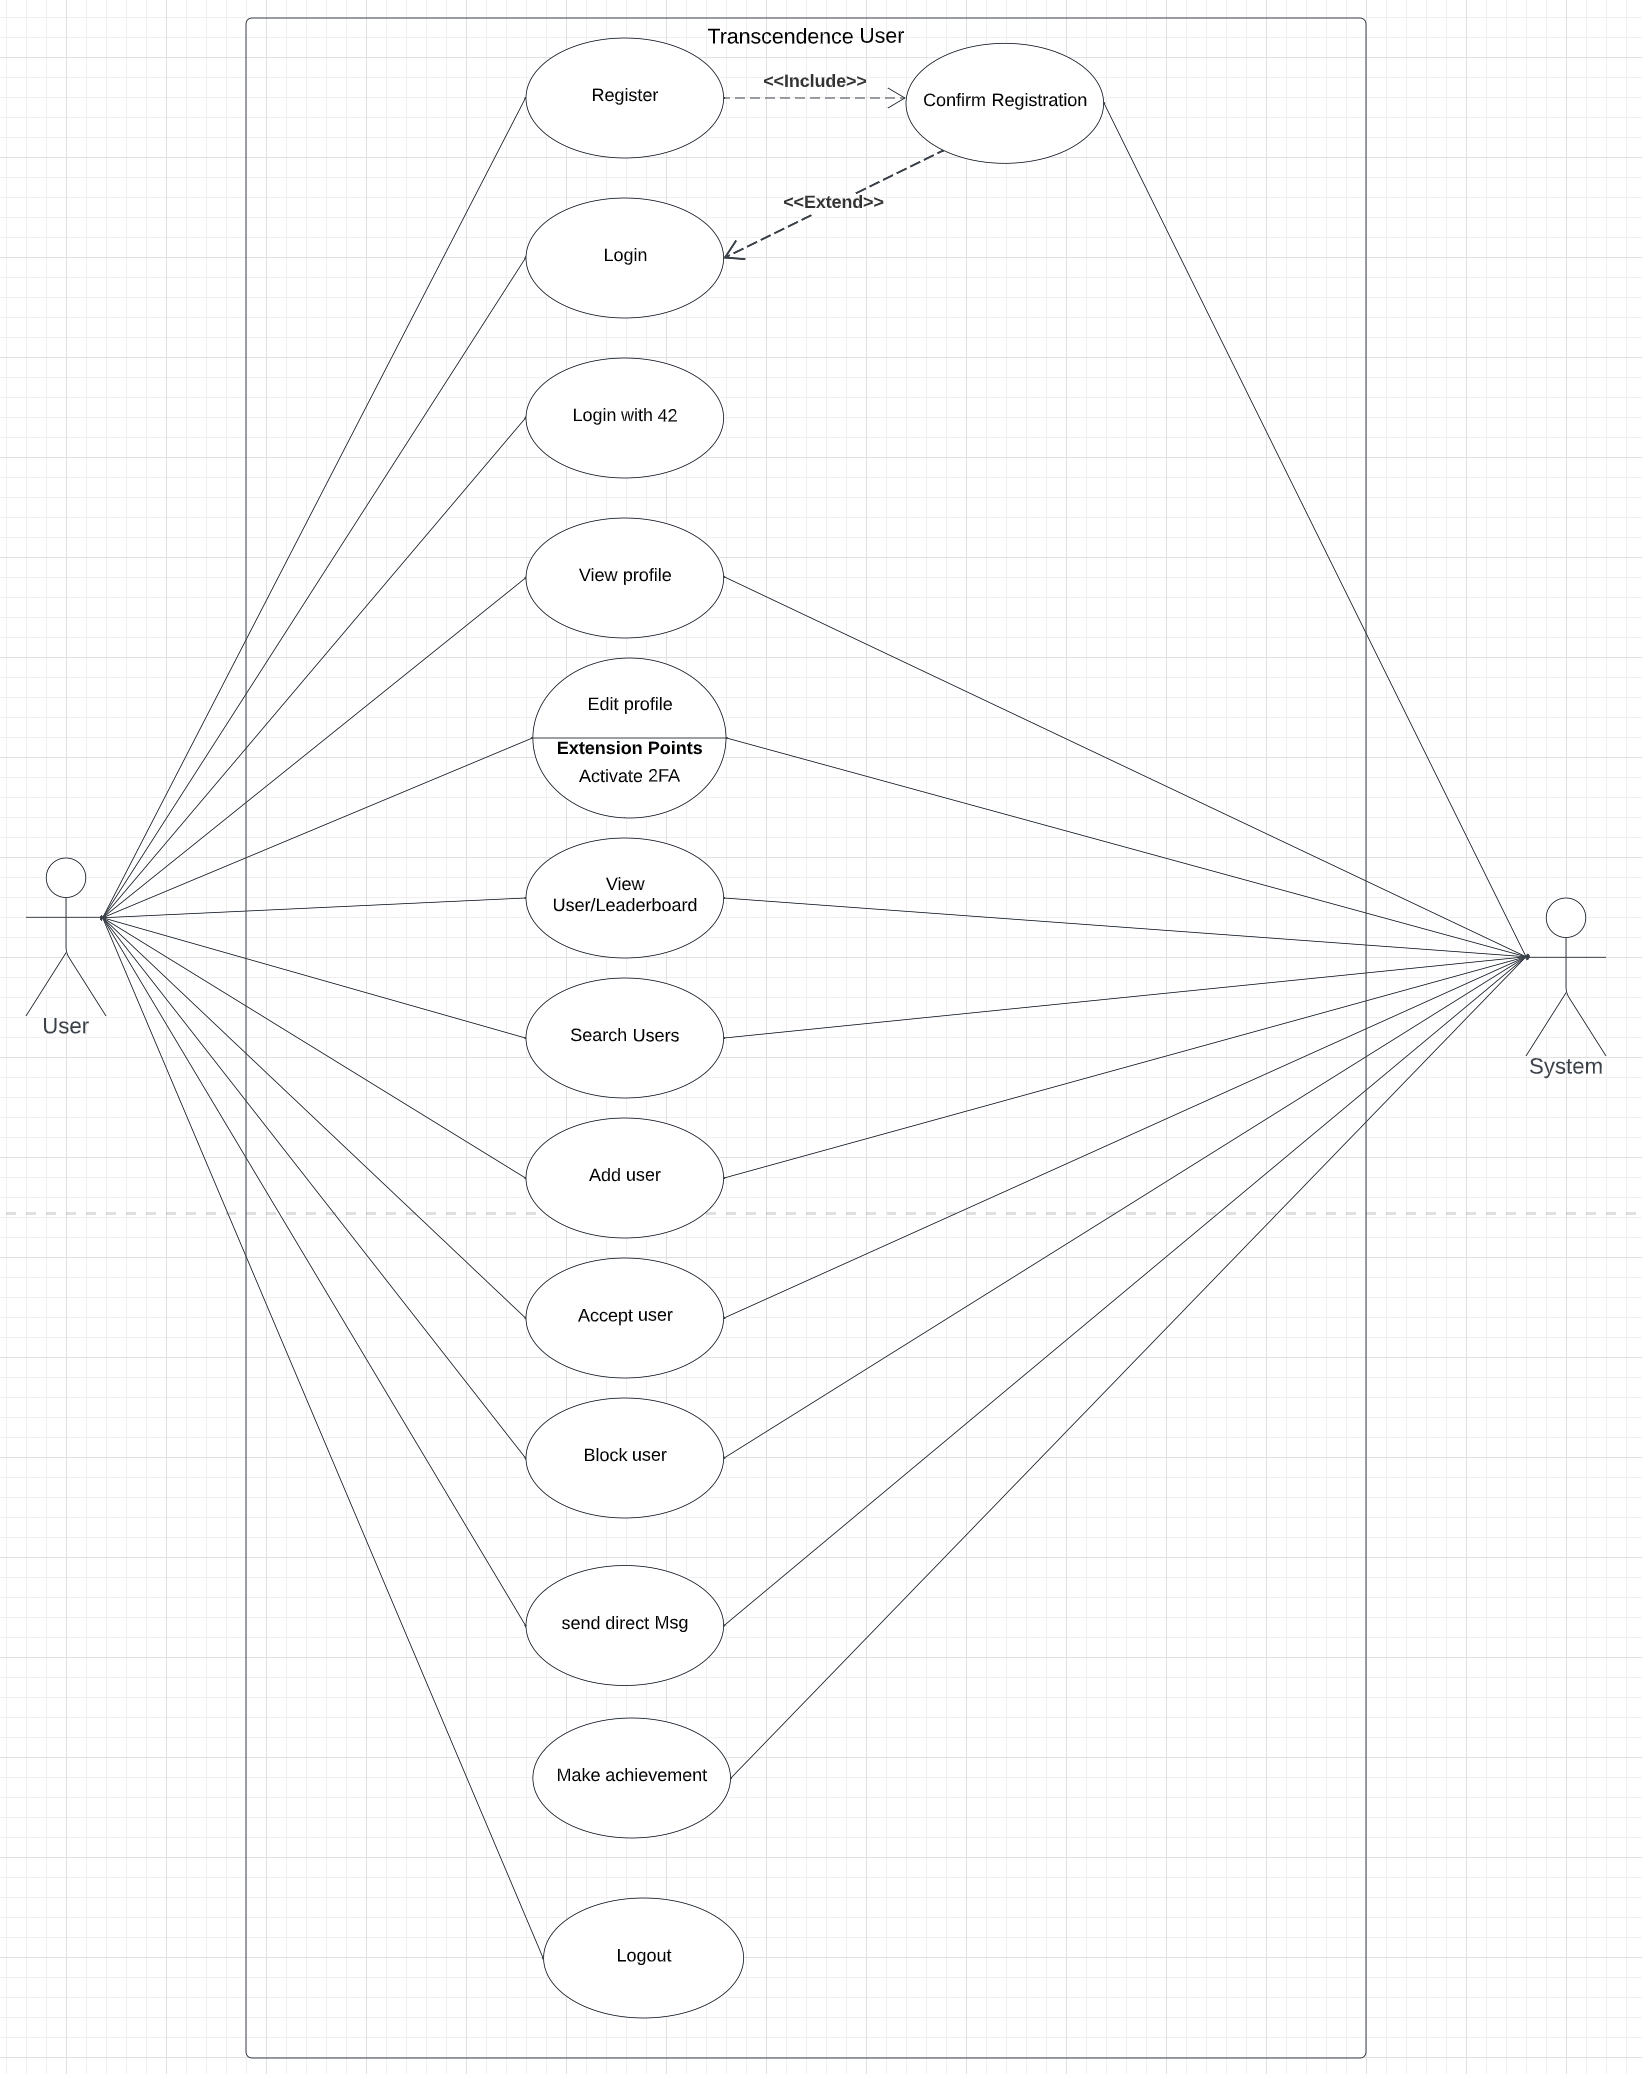 Transcendence User
Register
<<Include>>
Confirm Registration
<<Extend>>
Login
Login with 42
View profile
Edit profile
Extension Points
Activate 2FA
View
User/Leaderboard
User
Search Users
System
Add user
Accept user
Block user
send direct Msg
Make achievement
Logout